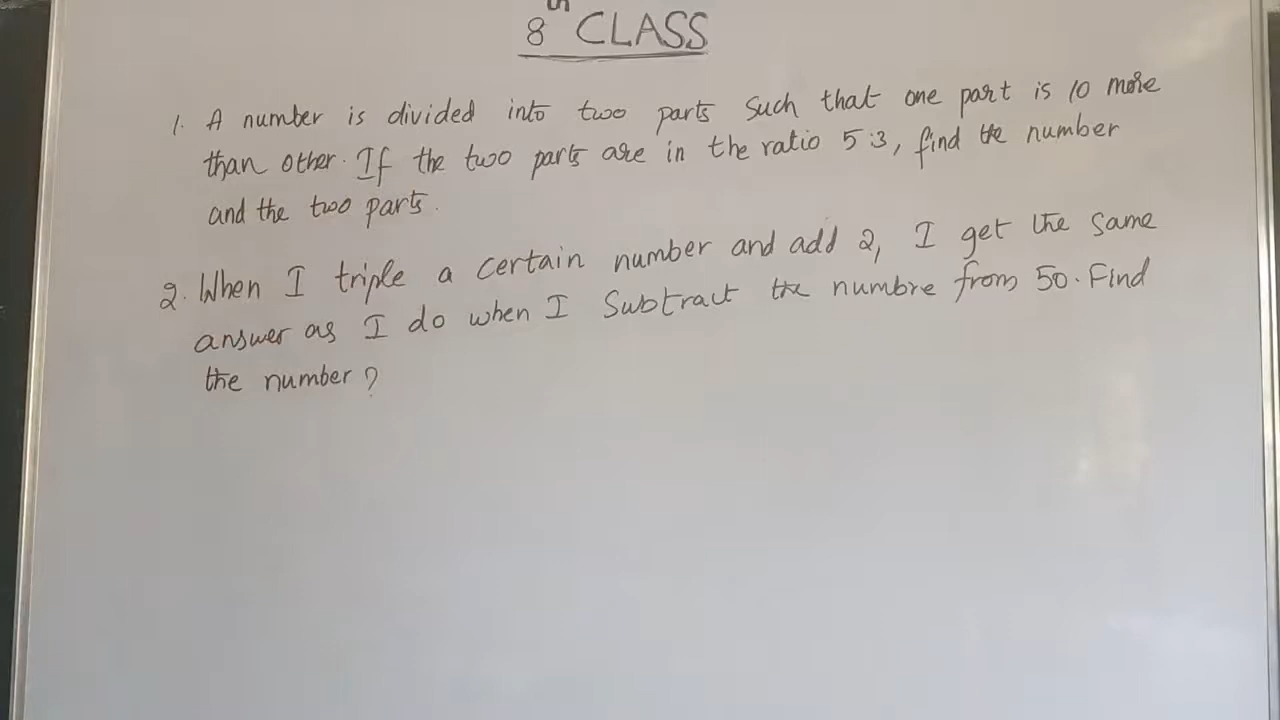 8th CLASS
1. A number is divided into two parts such that one part is 10 more
than other. If the two parts are in the ratio 5:3, find the number
and the two parts.
2. When I triple a certain number and add 2, I get the same
answer as I do when I subtract the numbre from 50. Find
the number?